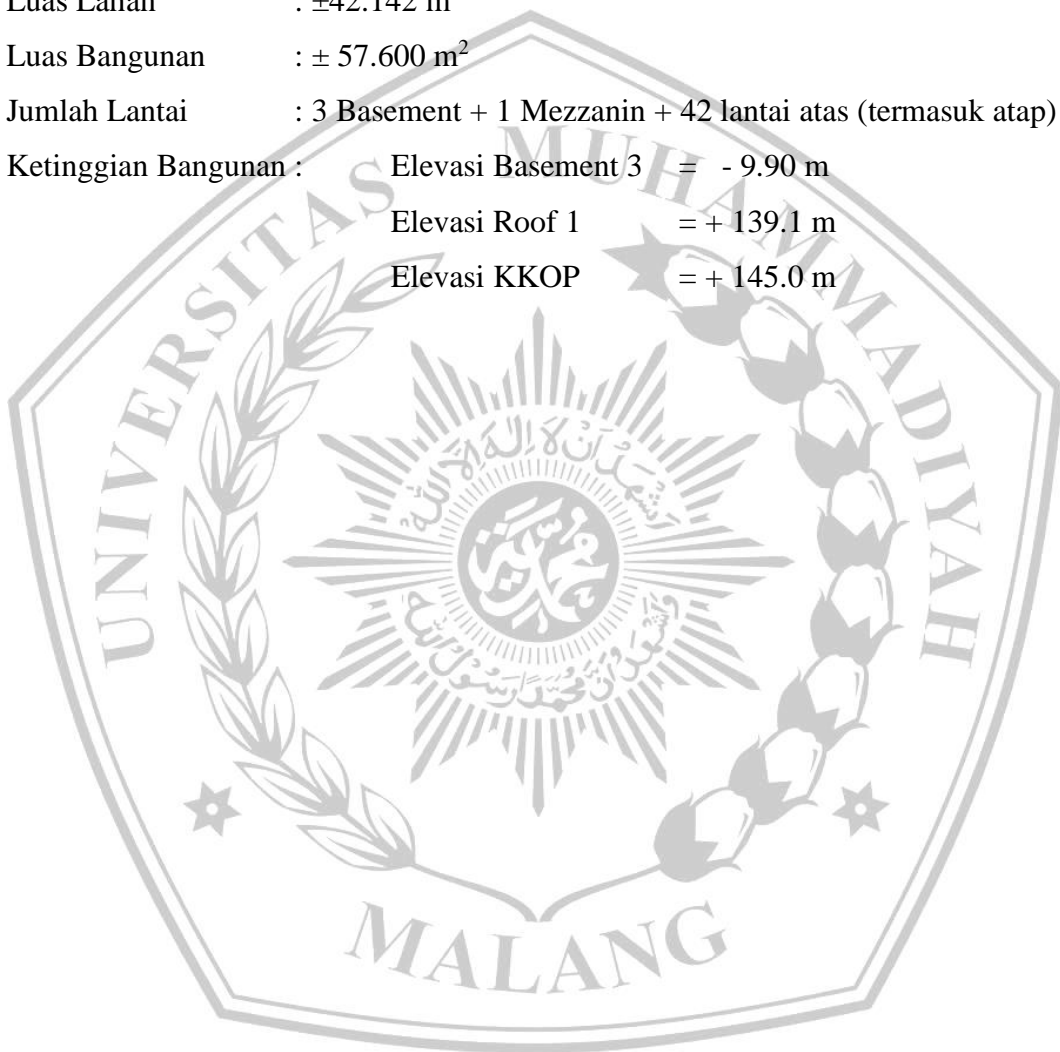 Luas Lahan : ±42.142 m
Luas Bangunan : ± 57.600 m²
Jumlah Lantai : 3 Basement + 1 Mezzanin + 42 lantai atas (termasuk atap)
Ketinggian Bangunan : Elevasi Basement 3 = - 9.90 m
Elevasi Roof 1 = + 139.1 m
Elevasi KKOP = + 145.0 m
UNIVERSITAS MUHAMMADIYAH
MALANG